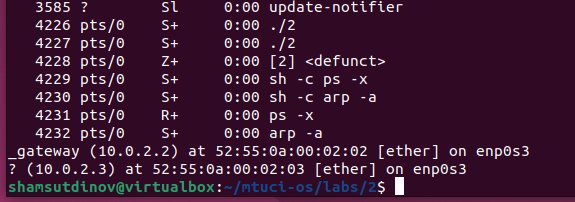 3585 ? Sl 0:00 update-notifier
4226 pts/0 S+ 0:00 ./2
4227 pts/0 S+ 0:00 ./2
4228 pts/0 Z+ 0:00 [2] <defunct>
4229 pts/0 S+ 0:00 sh -c ps -x
4230 pts/0 S+ 0:00 sh -c arp -a
4231 pts/0 R+ 0:00 ps -x
4232 pts/0 S+ 0:00 arp -a
_gateway (10.0.2.2) at 52:55:0a:00:02:02 [ether] on enp0s3
? (10.0.2.3) at 52:55:0a:00:02:03 [ether] on enp0s3
shamsutdinov@virtualbox:~/mtuci-os/labs/2$